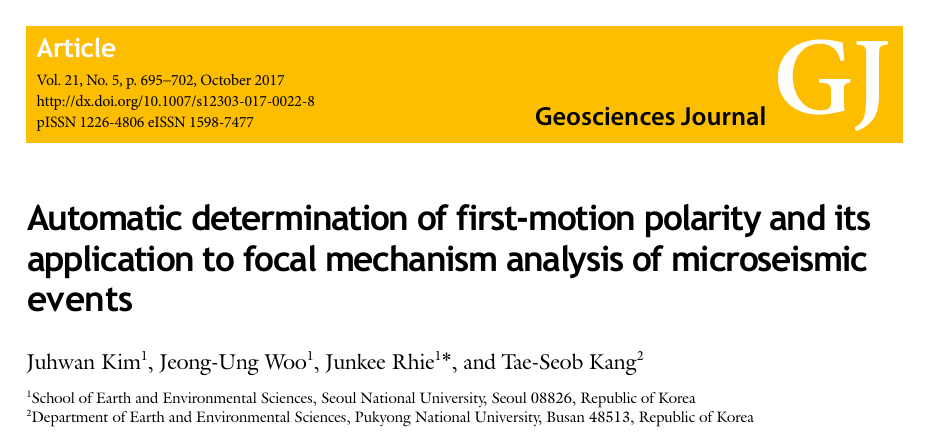 Article
Vol. 21, No. 5, p. 695–702, October 2017
http://dx.doi.org/10.1007/s12303-017-0022-8
pISSN 1226-4806 eISSN 1598-7477
Geosciences Journal
GJ
Automatic determination of first-motion polarity and its
application to focal mechanism analysis of microseismic
events
Juhwan Kim¹, Jeong-Ung Woo¹, Junkee Rhie¹*, and Tae-Seob Kang²
¹School of Earth and Environmental Sciences, Seoul National University, Seoul 08826, Republic of Korea
²Department of Earth and Environmental Sciences, Pukyong National University, Busan 48513, Republic of Korea